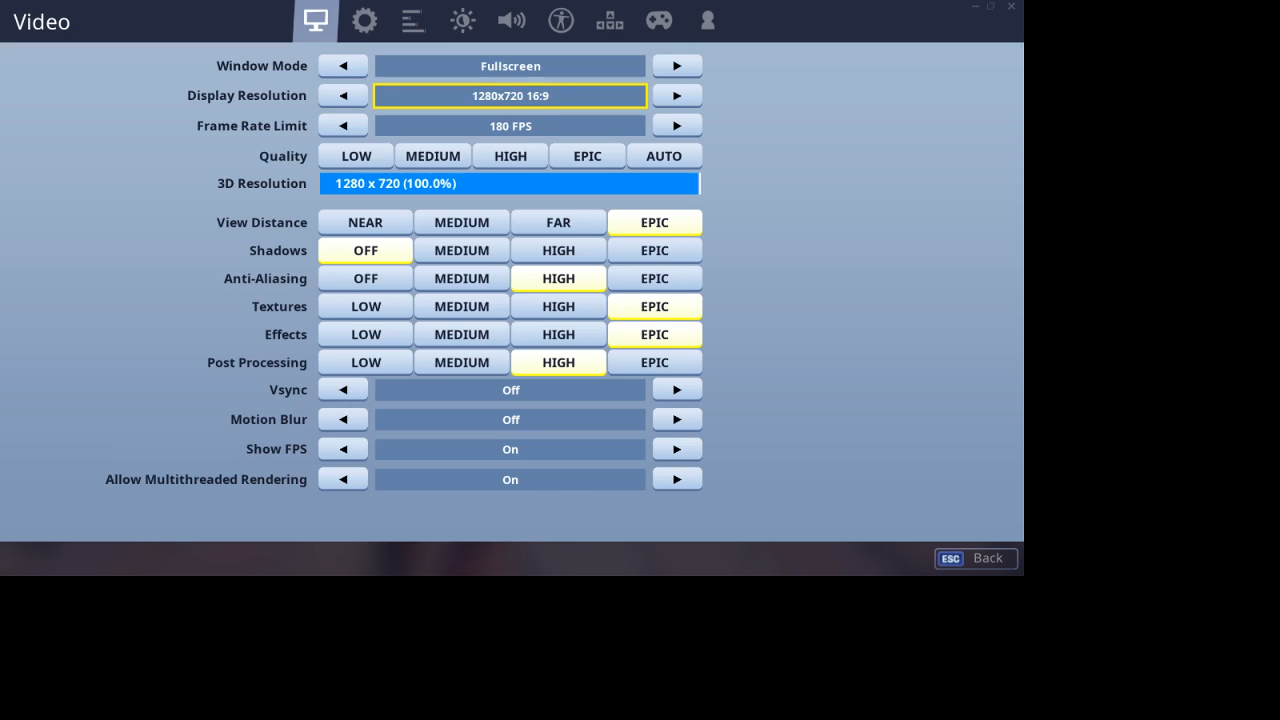 Video
Window Mode Fullscreen
Display Resolution 1280x720 16:9
Frame Rate Limit 180 FPS
Quality LOW MEDIUM HIGH EPIC AUTO
3D Resolution 1280 x 720 (100.0%)
View Distance NEAR MEDIUM FAR EPIC
Shadows OFF MEDIUM HIGH EPIC
Anti-Aliasing OFF MEDIUM HIGH EPIC
Textures LOW MEDIUM HIGH EPIC
Effects LOW MEDIUM HIGH EPIC
Post Processing LOW MEDIUM HIGH EPIC
Vsync Off
Motion Blur Off
Show FPS On
Allow Multithreaded Rendering On
ESC Back